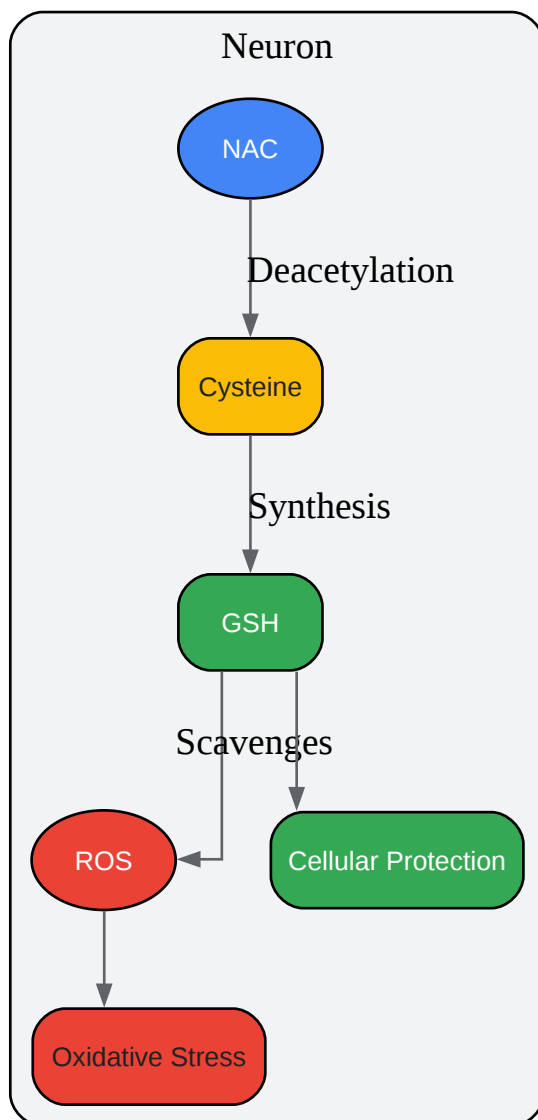 Neuron
NAC
Deacetylation
Cysteine
Synthesis
GSH
Scavenges
ROS
Cellular Protection
Oxidative Stress